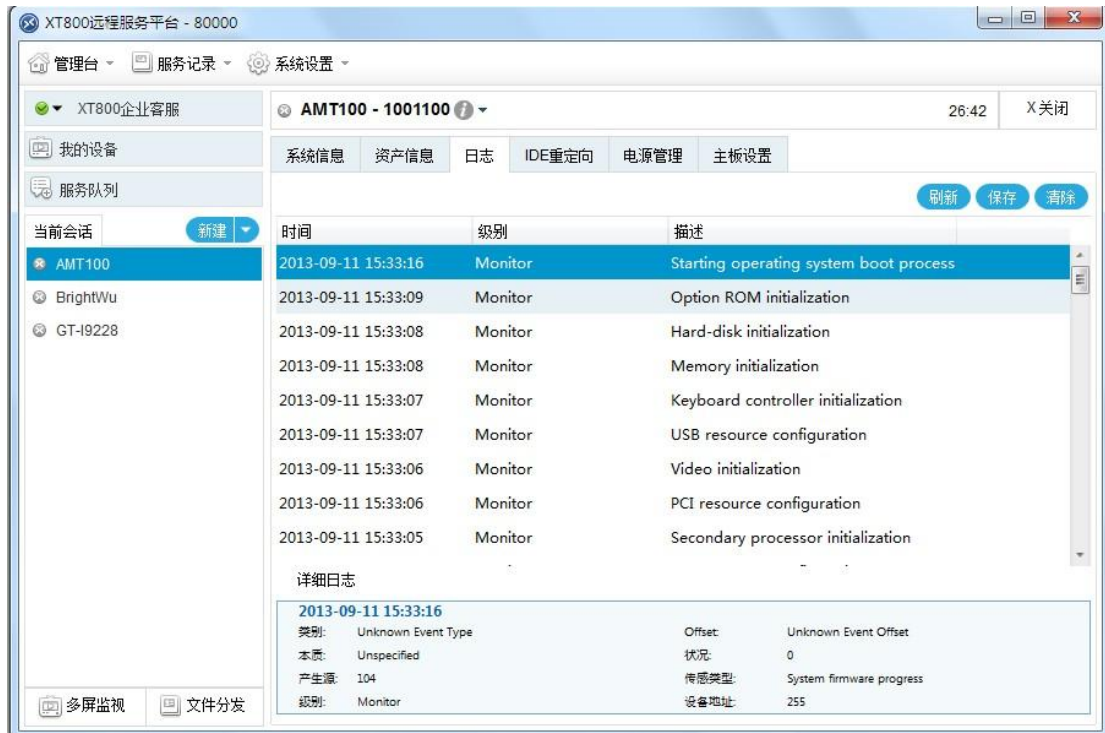 XT800远程服务平台 - 80000
管理台 服务记录 系统设置
XT800企业客服
我的设备
服务队列
当前会话 新建
AMT100
BrightWu
GT-I9228
多屏监视 文件分发
AMT100 - 1001100 26:42 X关闭
系统信息 资产信息 日志 IDE重定向 电源管理 主板设置
刷新 保存 清除
时间 级别 描述
2013-09-11 15:33:16 Monitor Starting operating system boot process
2013-09-11 15:33:09 Monitor Option ROM initialization
2013-09-11 15:33:08 Monitor Hard-disk initialization
2013-09-11 15:33:08 Monitor Memory initialization
2013-09-11 15:33:07 Monitor Keyboard controller initialization
2013-09-11 15:33:07 Monitor USB resource configuration
2013-09-11 15:33:06 Monitor Video initialization
2013-09-11 15:33:06 Monitor PCI resource configuration
2013-09-11 15:33:05 Monitor Secondary processor initialization
详细日志
2013-09-11 15:33:16
类别: Unknown Event Type Offset: Unknown Event Offset
本质: Unspecified 状况: 0
产生源: 104 传感类型: System firmware progress
级别: Monitor 设备地址: 255